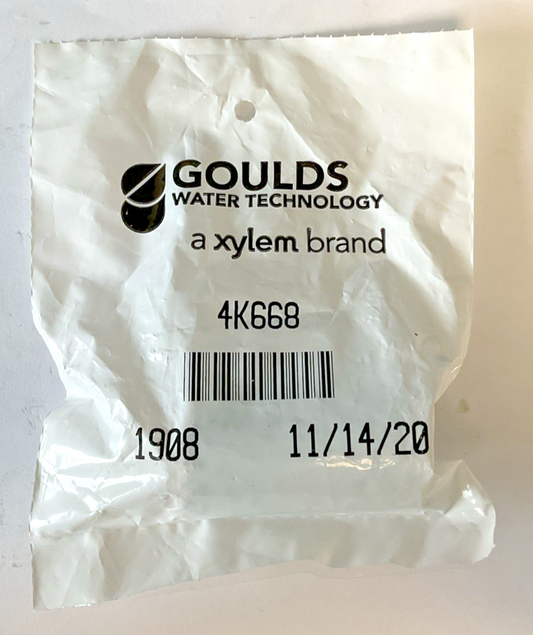 GOULDS
WATER TECHNOLOGY
a xylem brand
4K668
1908 11/14/20